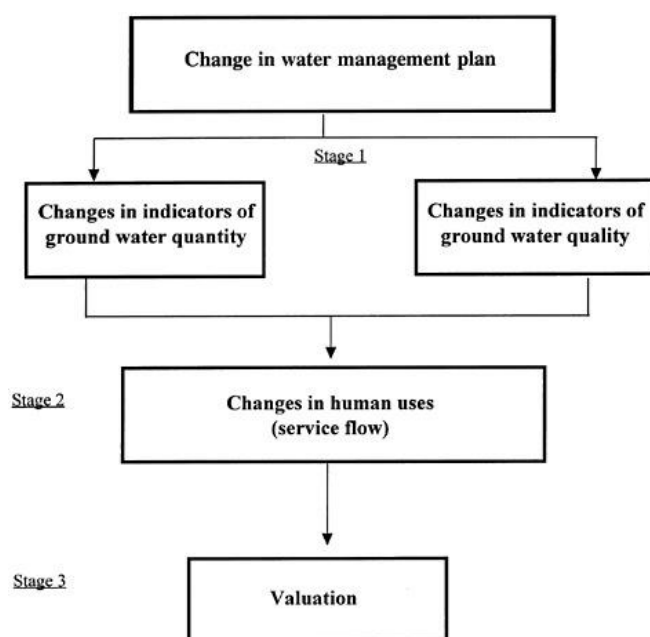 Change in water management plan
Stage 1
Changes in indicators of
ground water quantity
Changes in indicators of
ground water quality
Stage 2
Changes in human uses
(service flow)
Stage 3
Valuation